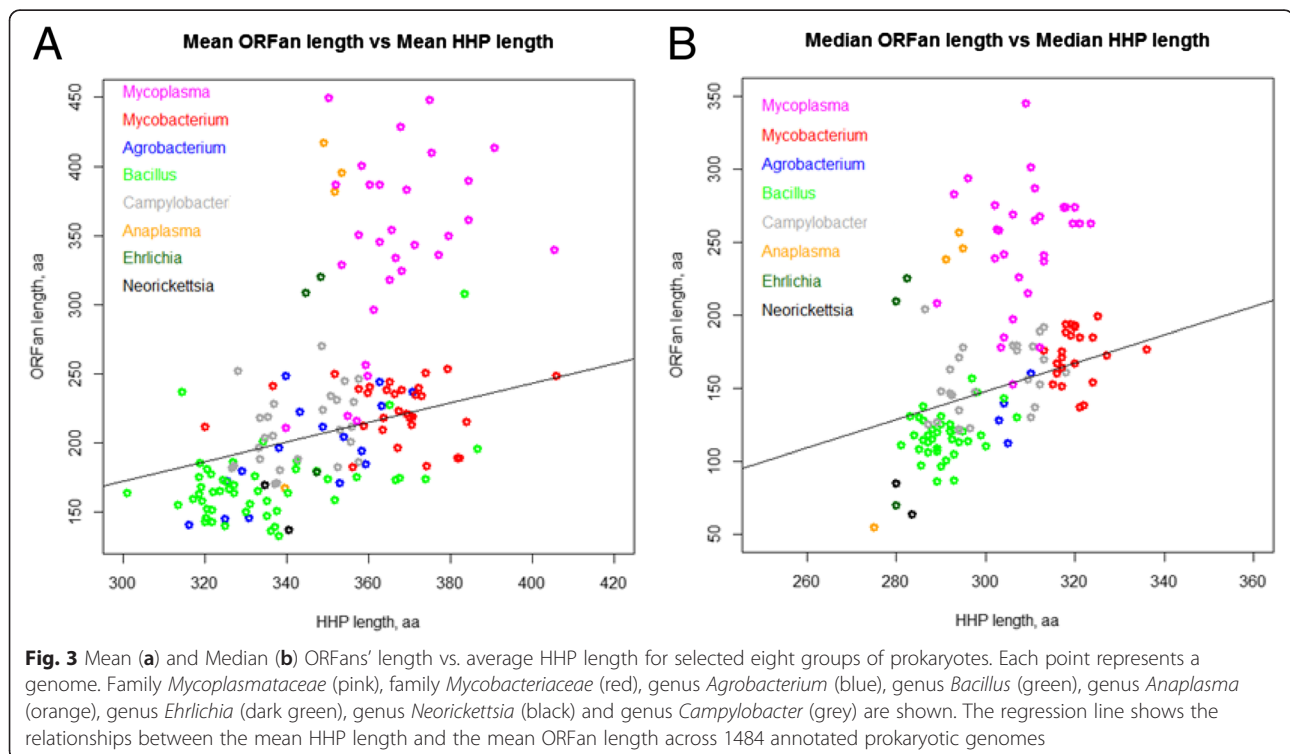 A
Mean ORFan length vs Mean HHP length
Mycoplasma
Mycobacterium
Agrobacterium
Bacillus
Campylobacter
Anaplasma
Ehrlichia
Neorickettsia
ORFan length, aa
450
400
350
300
250
200
150
300 320 340 360 380 400 420
HHP length, aa
B
Median ORFan length vs Median HHP length
Mycoplasma
Mycobacterium
Agrobacterium
Bacillus
Campylobacter
Anaplasma
Ehrlichia
Neorickettsia
ORFan length, aa
350
300
250
200
150
100
50
260 280 300 320 340 360
HHP length, aa
Fig. 3 Mean (a) and Median (b) ORFans' length vs. average HHP length for selected eight groups of prokaryotes. Each point represents a
genome. Family Mycoplasmataceae (pink), family Mycobacteriaceae (red), genus Agrobacterium (blue), genus Bacillus (green), genus Anaplasma
(orange), genus Ehrlichia (dark green), genus Neorickettsia (black) and genus Campylobacter (grey) are shown. The regression line shows the
relationships between the mean HHP length and the mean ORFan length across 1484 annotated prokaryotic genomes